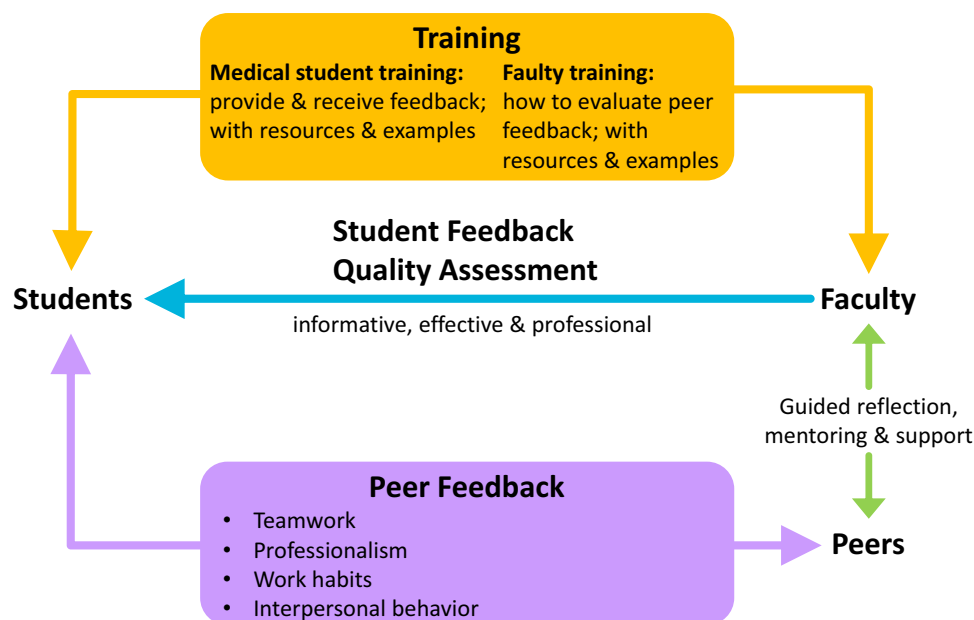 Training
Medical student training:
provide & receive feedback;
with resources & examples
Faulty training:
how to evaluate peer
feedback; with
resources & examples
Student Feedback
Quality Assessment
Students
Faculty
informative, effective & professional
Guided reflection,
mentoring & support
Peer Feedback
• Teamwork
• Professionalism
• Work habits
• Interpersonal behavior
Peers